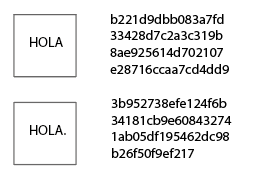 HOLA
b221d9dbb083a7fd
33428d7c2a3c319b
8ae925614d702107
e28716ccaa7cd4dd9
HOLA.
3b952738efe124f6b
34181cb9e60843274
1ab05df195462dc98
b26f50f9ef217